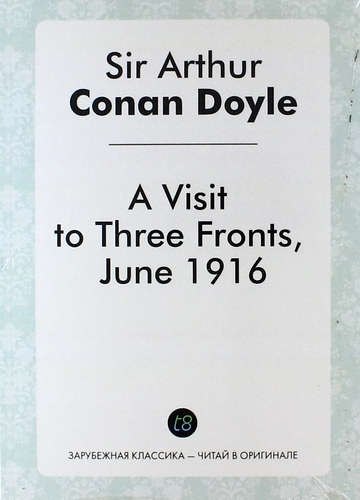 Sir Arthur
Conan Doyle
A Visit
to Three Fronts,
June 1916
t8
ЗАРУБЕЖНАЯ КЛАССИКА — ЧИТАЙ В ОРИГИНАЛЕ